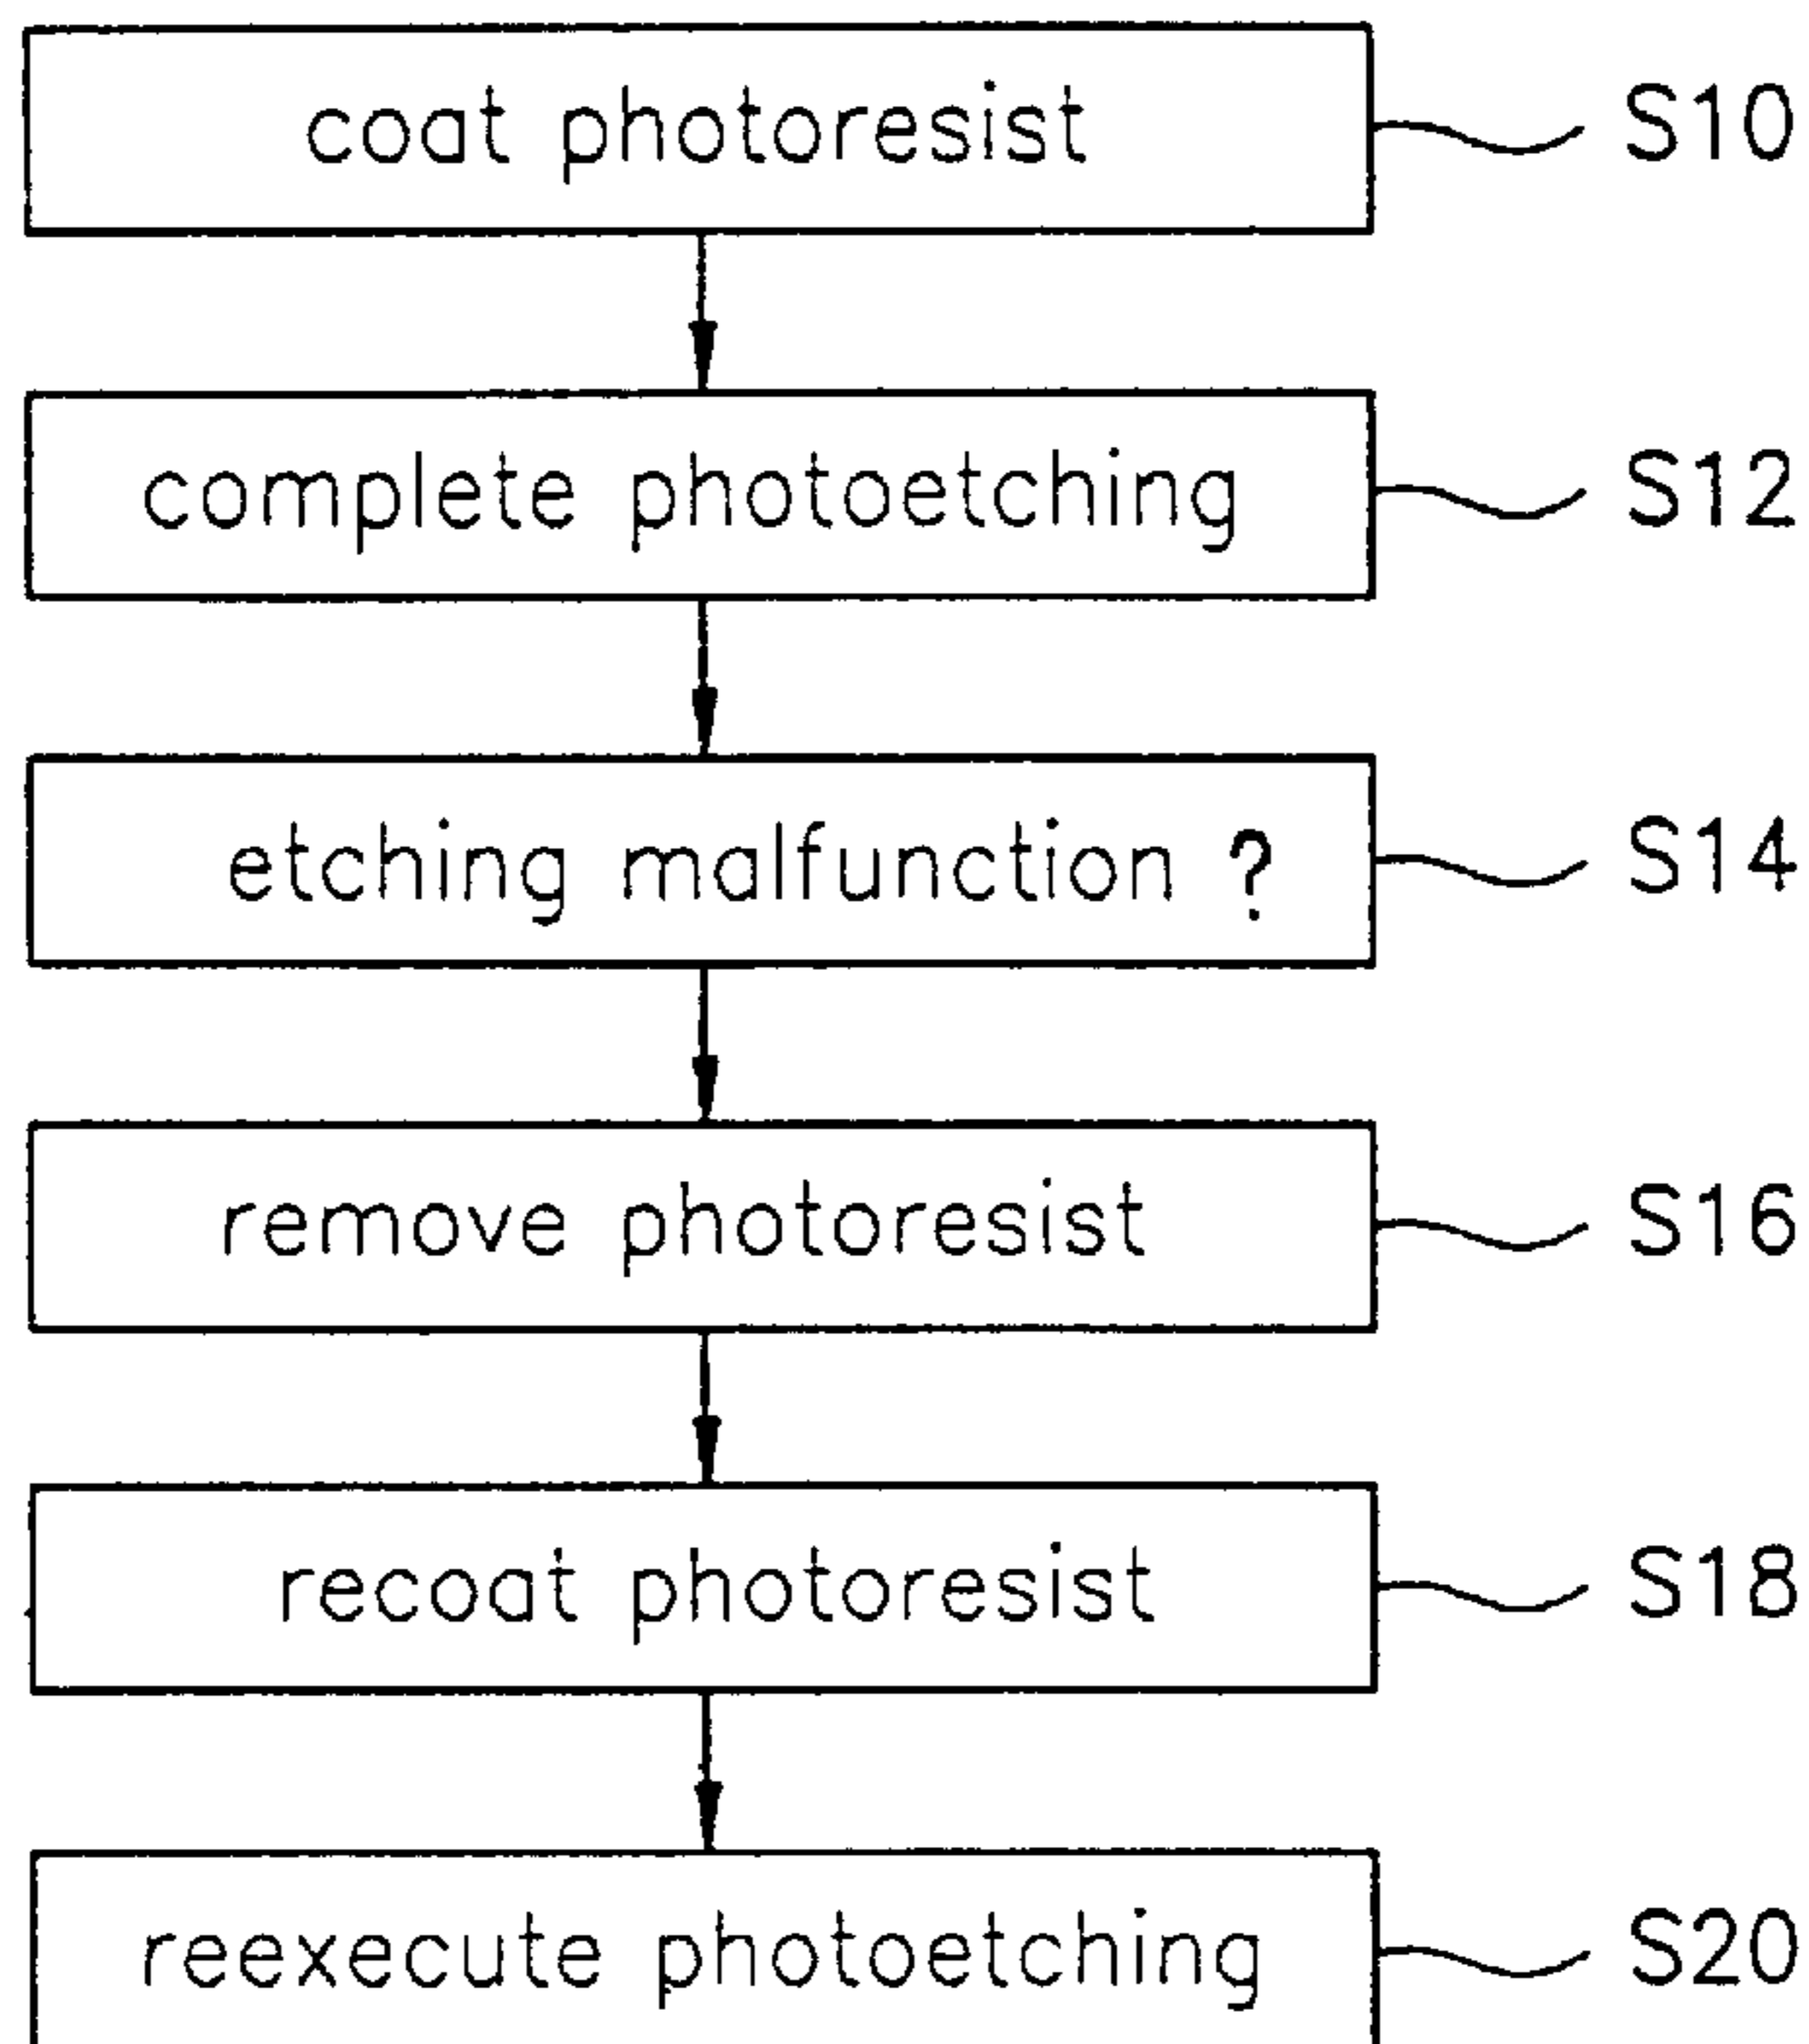 coat photoresist S10
complete photoetching S12
etching malfunction ? S14
remove photoresist S16
recoat photoresist S18
reexecute photoetching S20